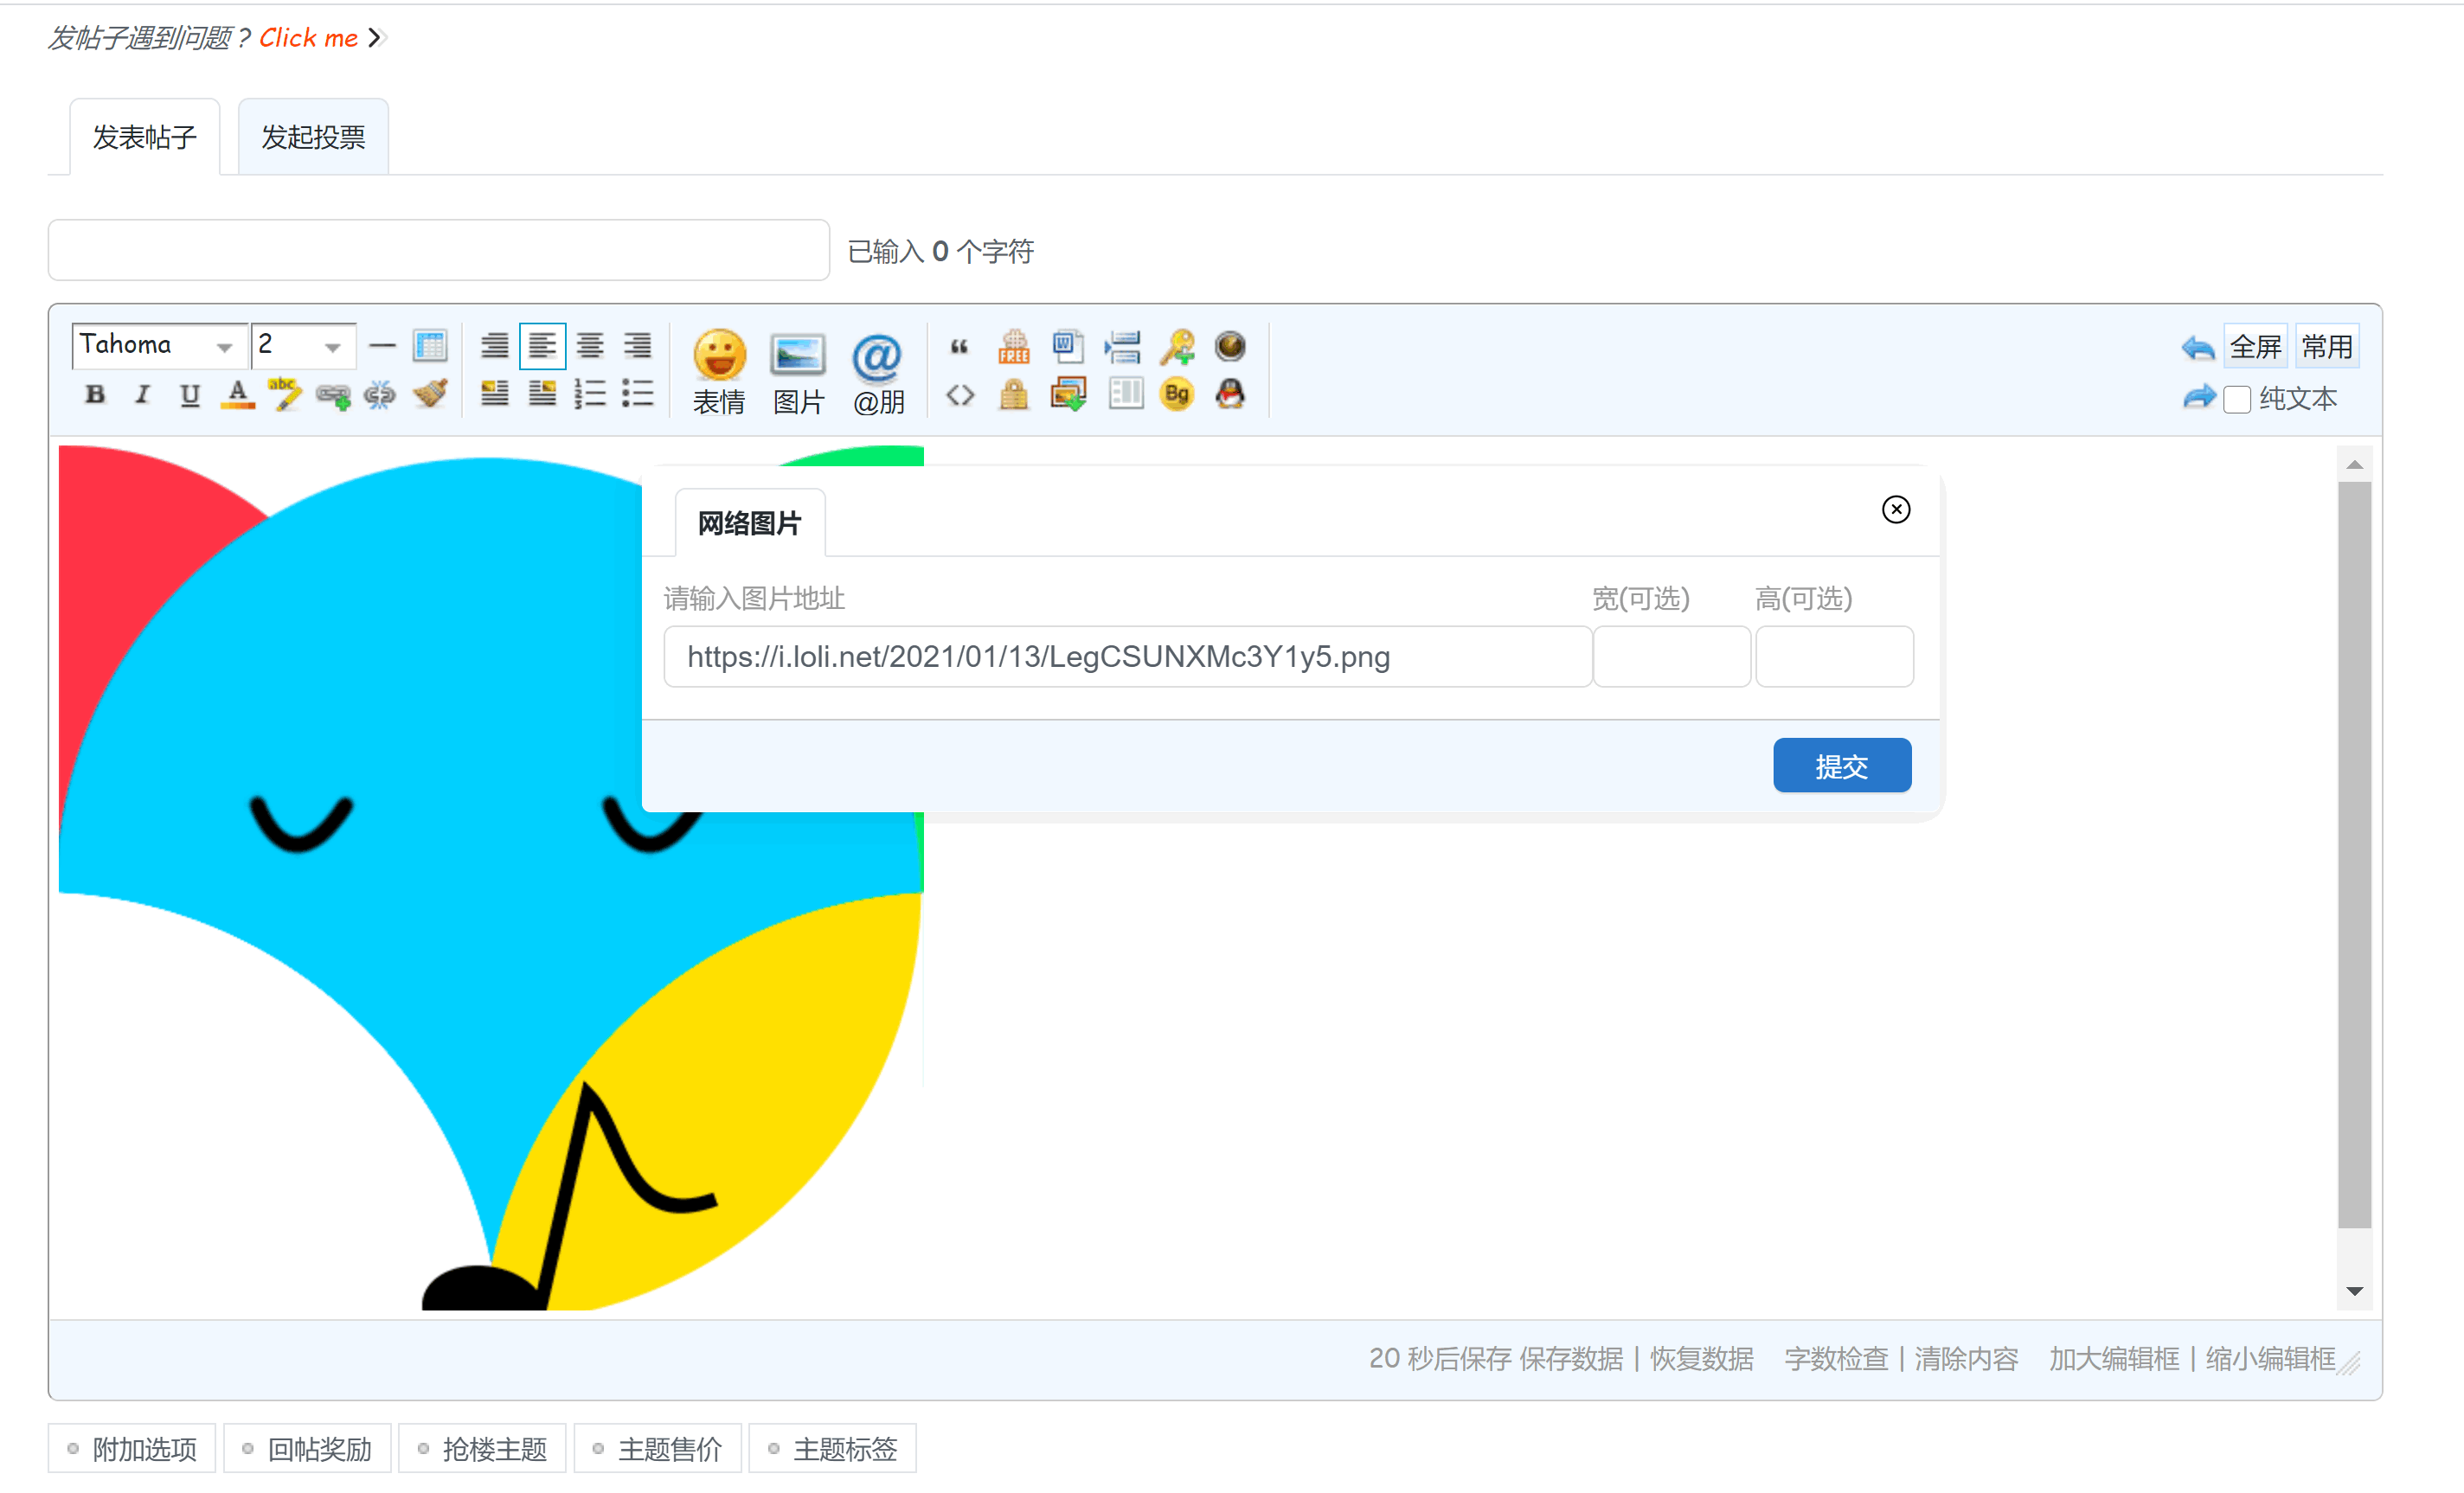 发帖子遇到问题？Click me
发表帖子 发起投票
已输入 0 个字符
Tahoma 2
B I U A abc
表情 图片 @朋
FREE W Bg
全屏 常用
纯文本
网络图片
请输入图片地址 宽(可选) 高(可选)
https://i.loli.net/2021/01/13/LegCSUNXMc3Y1y5.png
提交
20 秒后保存 保存数据 | 恢复数据 字数检查 | 清除内容 加大编辑框 | 缩小编辑框
附加选项 回帖奖励 抢楼主题 主题售价 主题标签